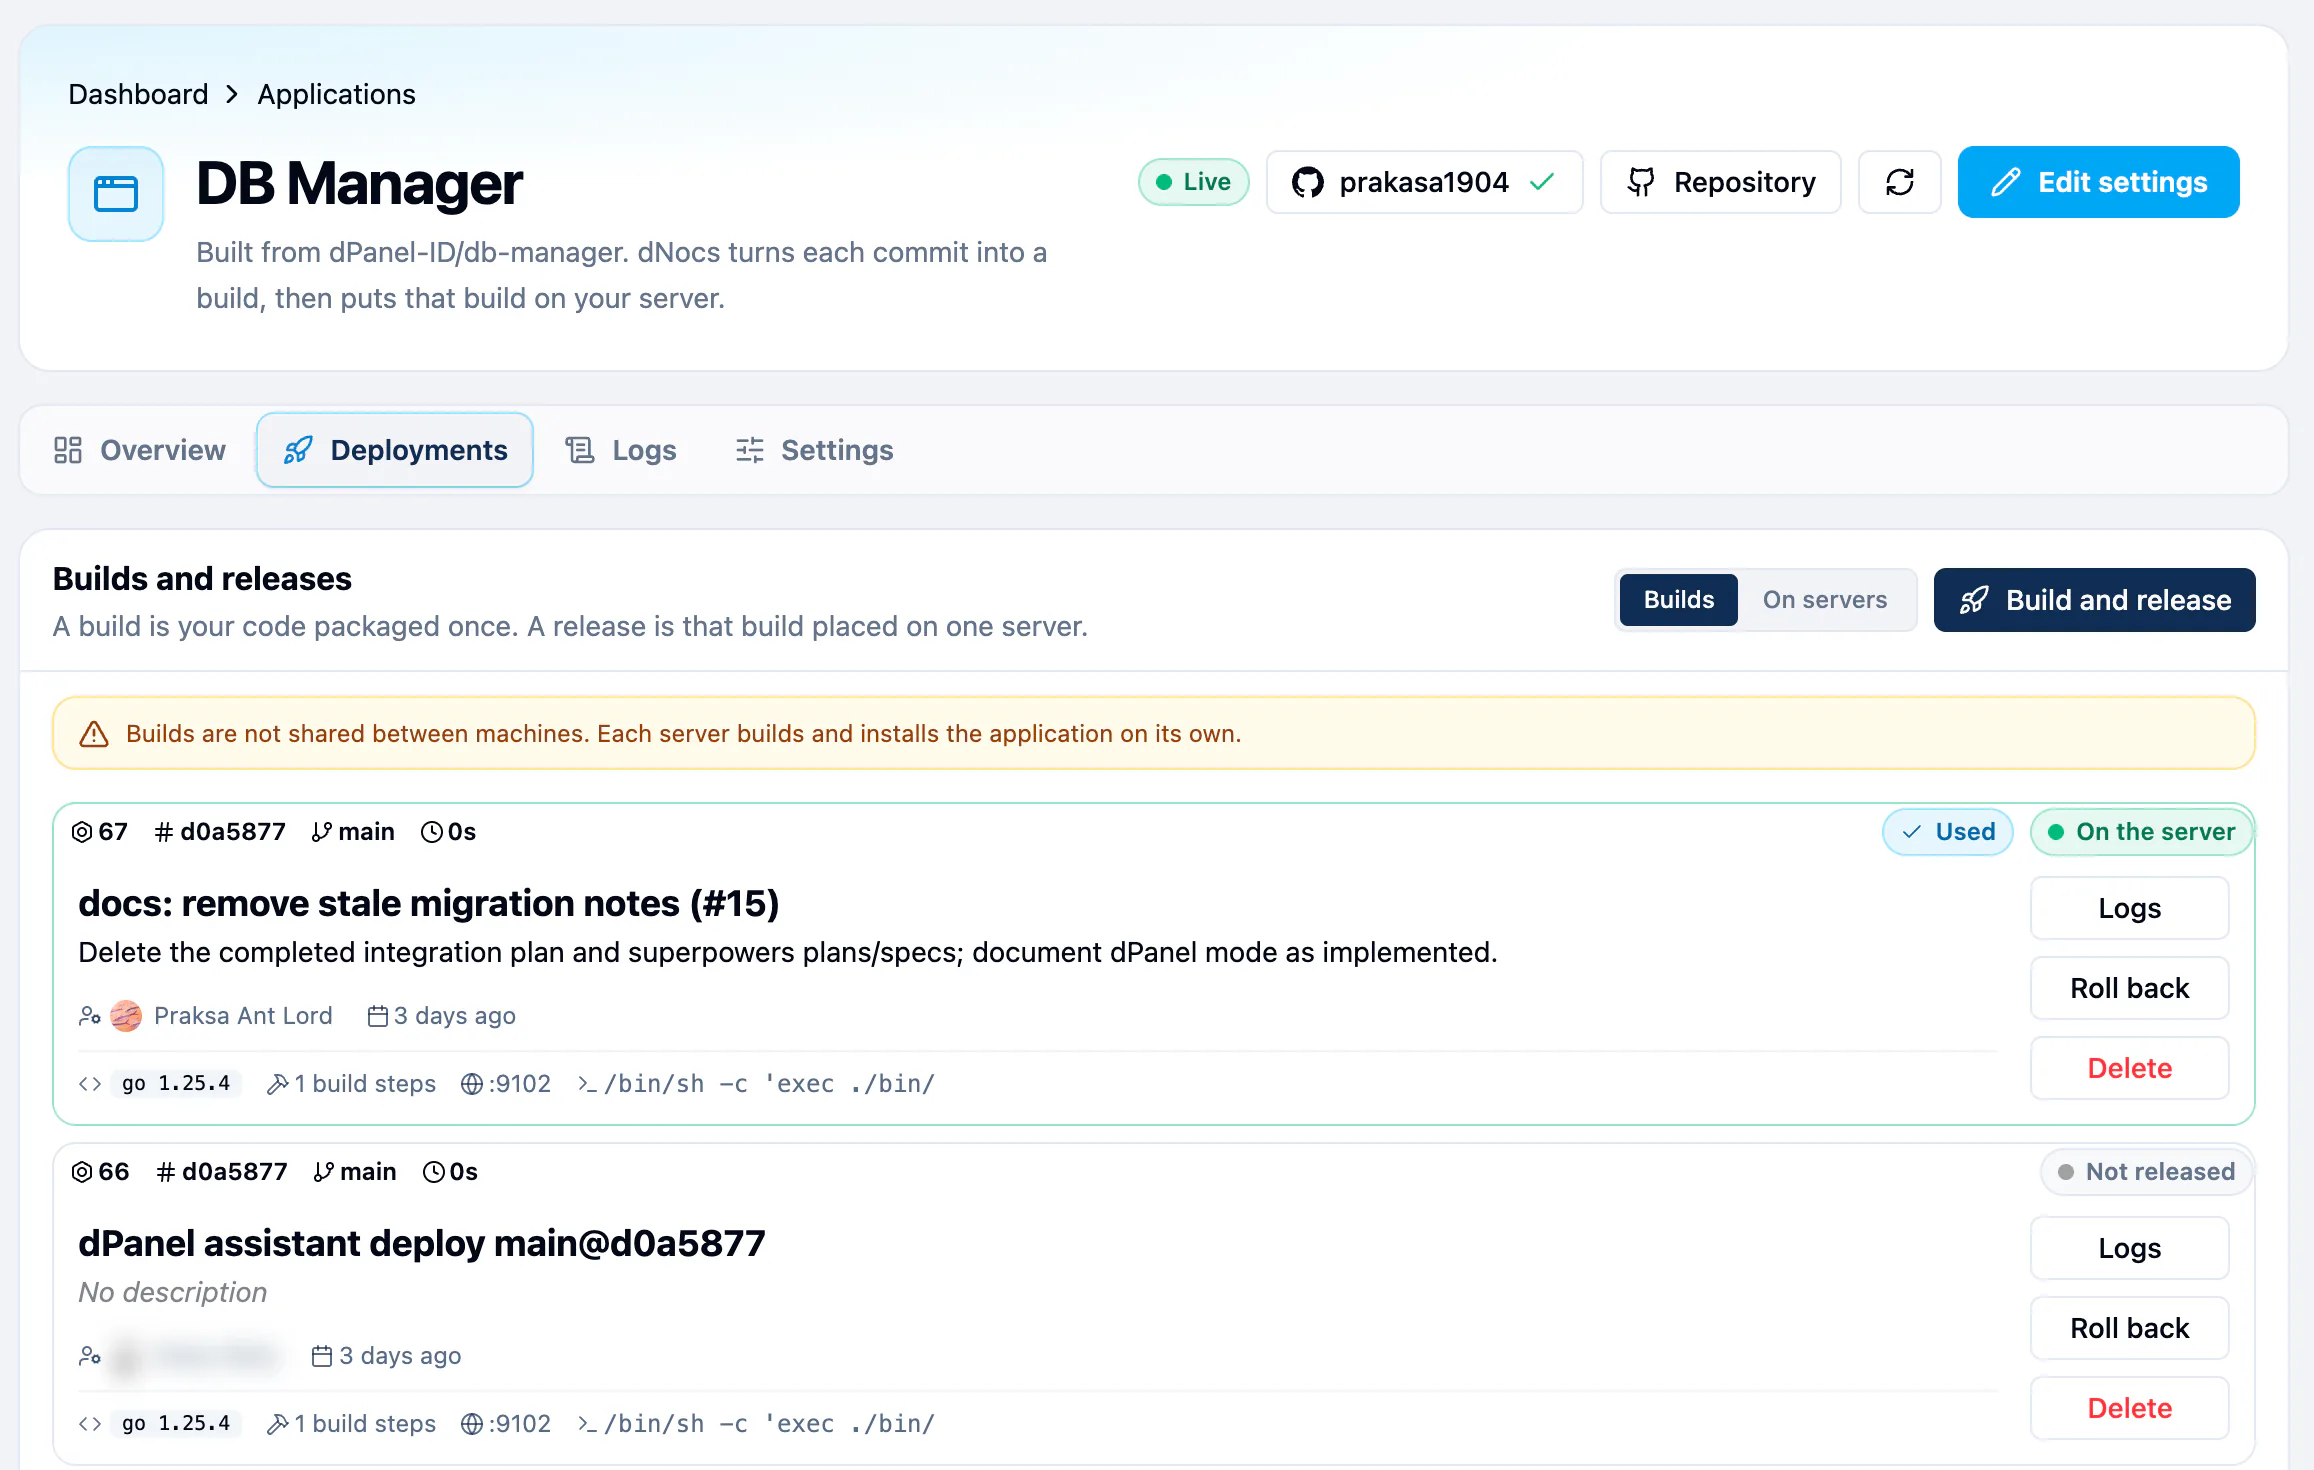 Dashboard > Applications
DB Manager
Live
prakasa1904
Repository
Edit settings
Built from dPanel-ID/db-manager. dNocs turns each commit into a
build, then puts that build on your server.
Overview
Deployments
Logs
Settings
Builds and releases
A build is your code packaged once. A release is that build placed on one server.
Builds
On servers
Build and release
Builds are not shared between machines. Each server builds and installs the application on its own.
67 # d0a5877 main 0s
Used
On the server
docs: remove stale migration notes (#15)
Delete the completed integration plan and superpowers plans/specs; document dPanel mode as implemented.
Praksa Ant Lord 3 days ago
<> go 1.25.4 1 build steps :9102 >_ /bin/sh -c 'exec ./bin/
Logs
Roll back
Delete
66 # d0a5877 main 0s
Not released
dPanel assistant deploy main@d0a5877
No description
3 days ago
<> go 1.25.4 1 build steps :9102 >_ /bin/sh -c 'exec ./bin/
Logs
Roll back
Delete